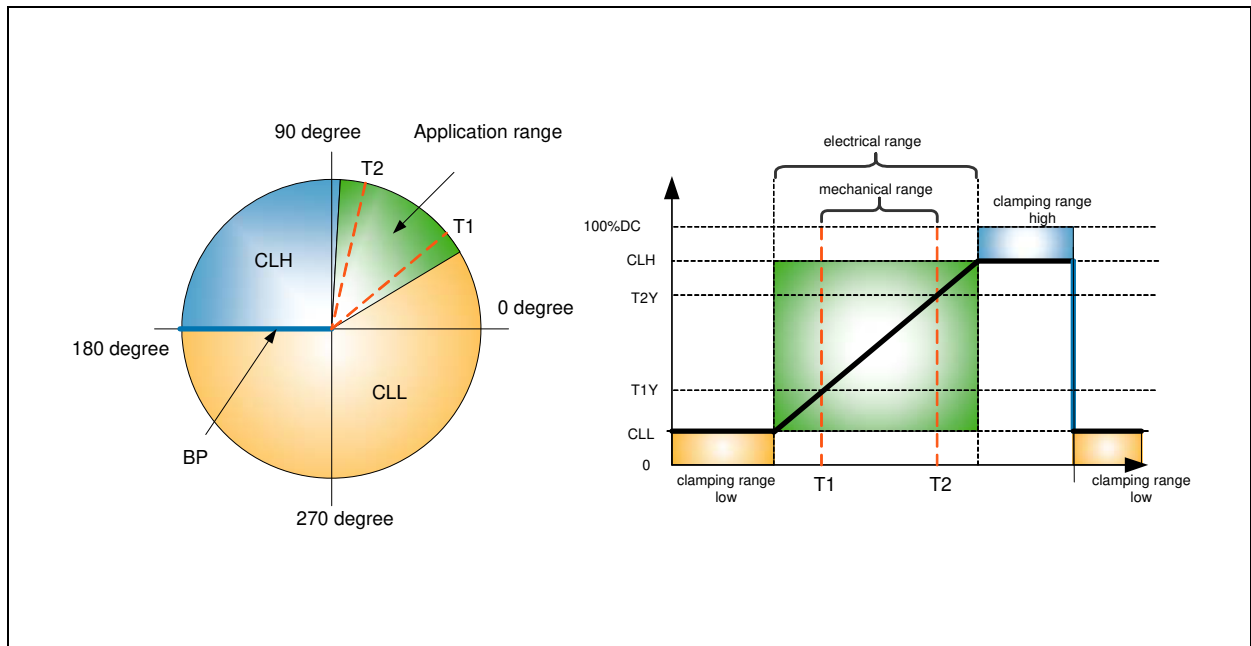 90 degree
Application range
T2
T1
CLH
0 degree
180 degree
CLL
BP
270 degree
electrical range
mechanical range
clamping range
high
100%DC
CLH
T2Y
T1Y
CLL
0
clamping range
low
T1
T2
clamping range
low